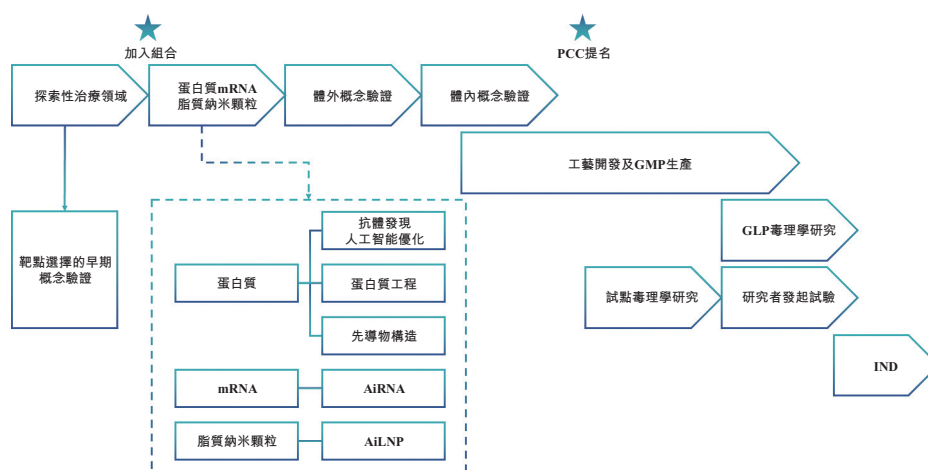 加入組合
PCC提名
探索性治療領域
蛋白質mRNA
脂質納米顆粒
體外概念驗證
體內概念驗證
工藝開發及GMP生產
靶點選擇的早期
概念驗證
抗體發現
人工智能優化
蛋白質
蛋白質工程
先導物構造
mRNA
AiRNA
脂質納米顆粒
AiLNP
GLP毒理學研究
試點毒理學研究
研究者發起試驗
IND